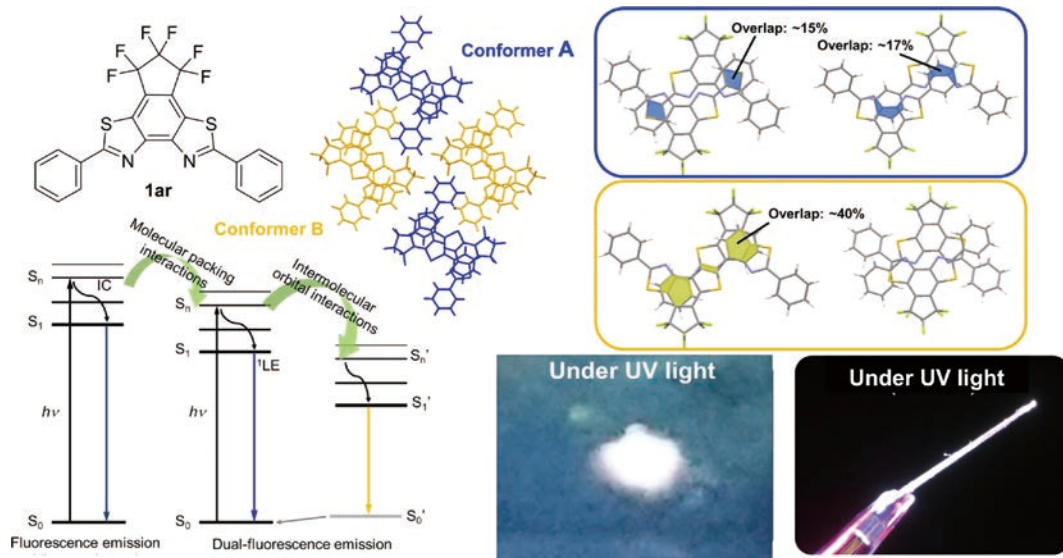 F
F
F
F
F
F
S
S
N
N
1ar
Conformer A
Conformer B
Overlap: ~15%
Overlap: ~17%
Overlap: ~40%
Molecular packing
interactions
Intermolecular
orbital interactions
Sn
IC
S1
hν
S0
Fluorescence emission
Sn
S1
¹LE
hν
S0
Dual-fluorescence emission
Sn'
S1'
S0'
Under UV light
Under UV light